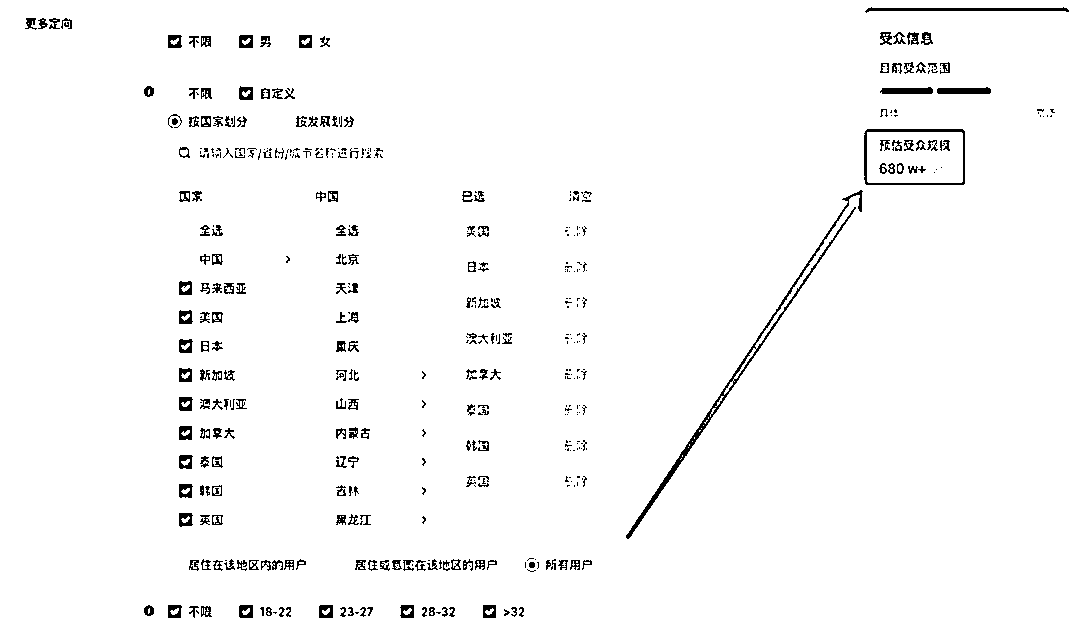 更多定向
不限 男 女
不限 自定义
按国家划分 按发展划分
请输入国家/省份/城市名称进行搜索
国家 中国 已选 清空
全选 全选 美国 删除
中国 北京 日本 删除
马来西亚 天津 新加坡 删除
美国 上海 澳大利亚 删除
日本 重庆 加拿大 删除
新加坡 河北 泰国 删除
澳大利亚 山西 韩国 删除
加拿大 内蒙古 英国 删除
泰国 辽宁
韩国 吉林
英国 黑龙江
居住在该地区内的用户 居住或意图在该地区的用户 所有用户
不限 18-22 23-27 28-32 >32
受众信息
目前受众范围
预估受众规模
680 w+